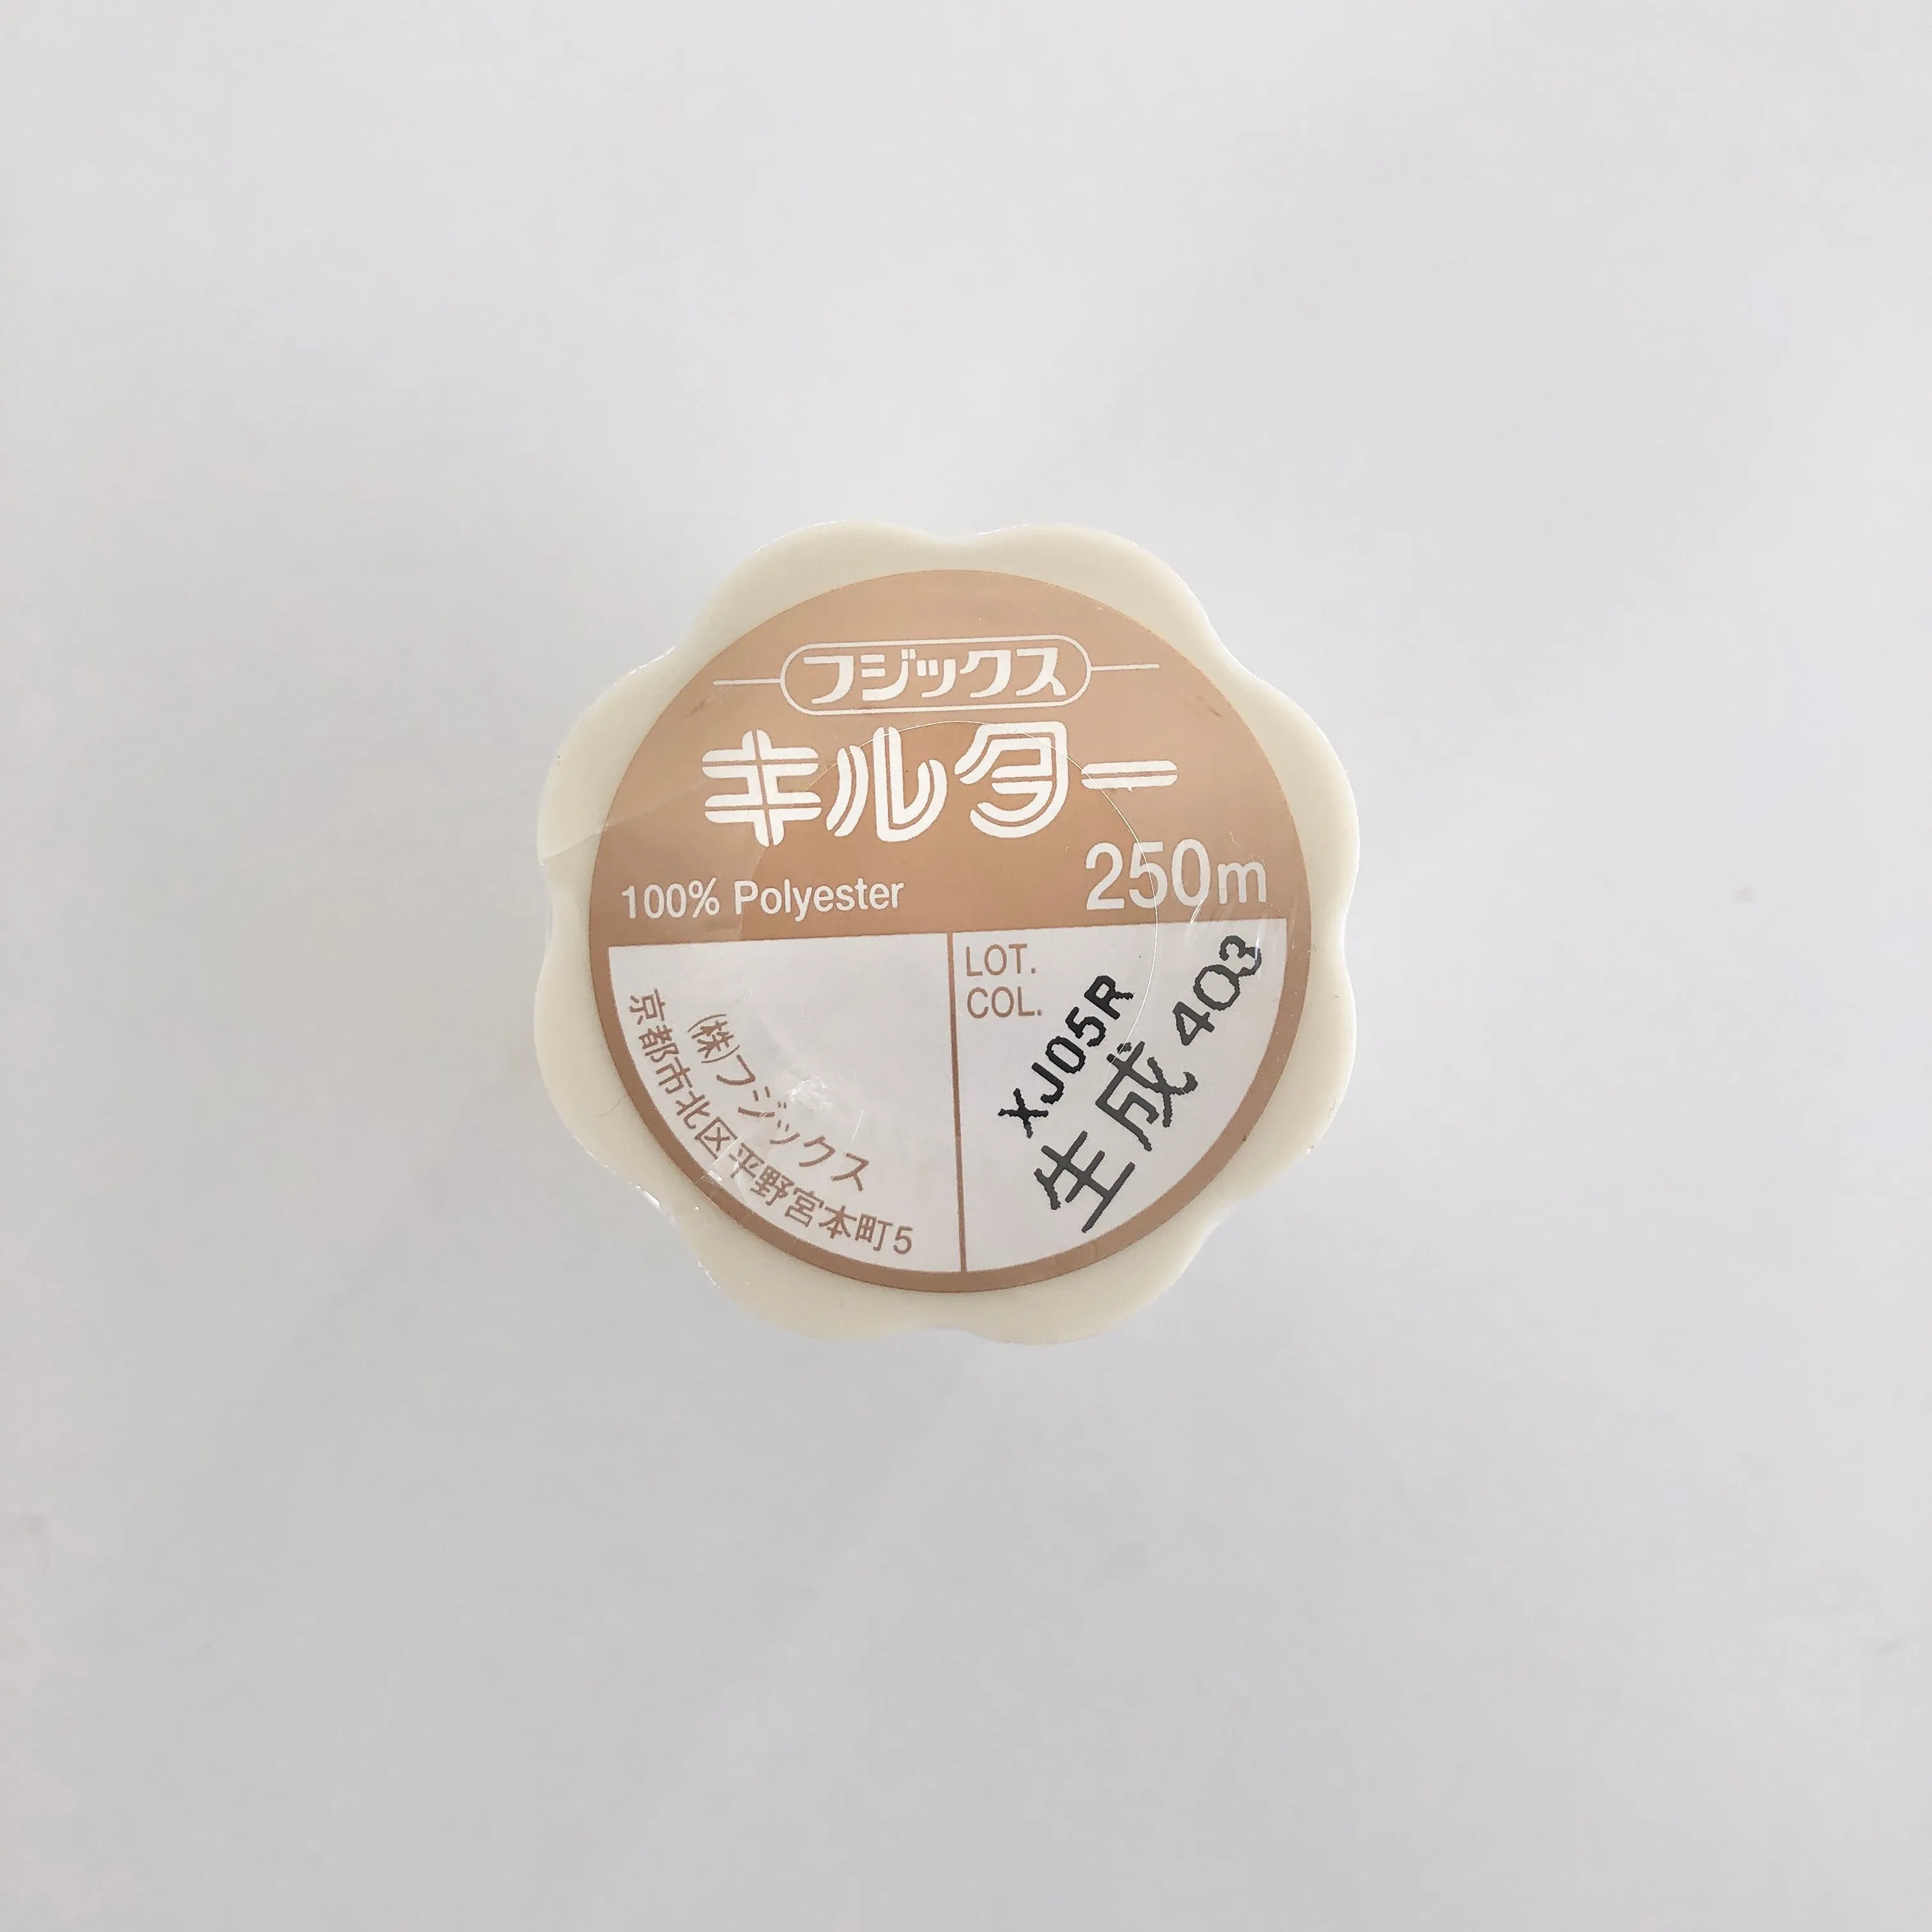 フジックス
キルター
100% Polyester
250m
LOT.
COL.
XJ05R
生成 403
(株)フジックス
京都市北区平野宮本町5